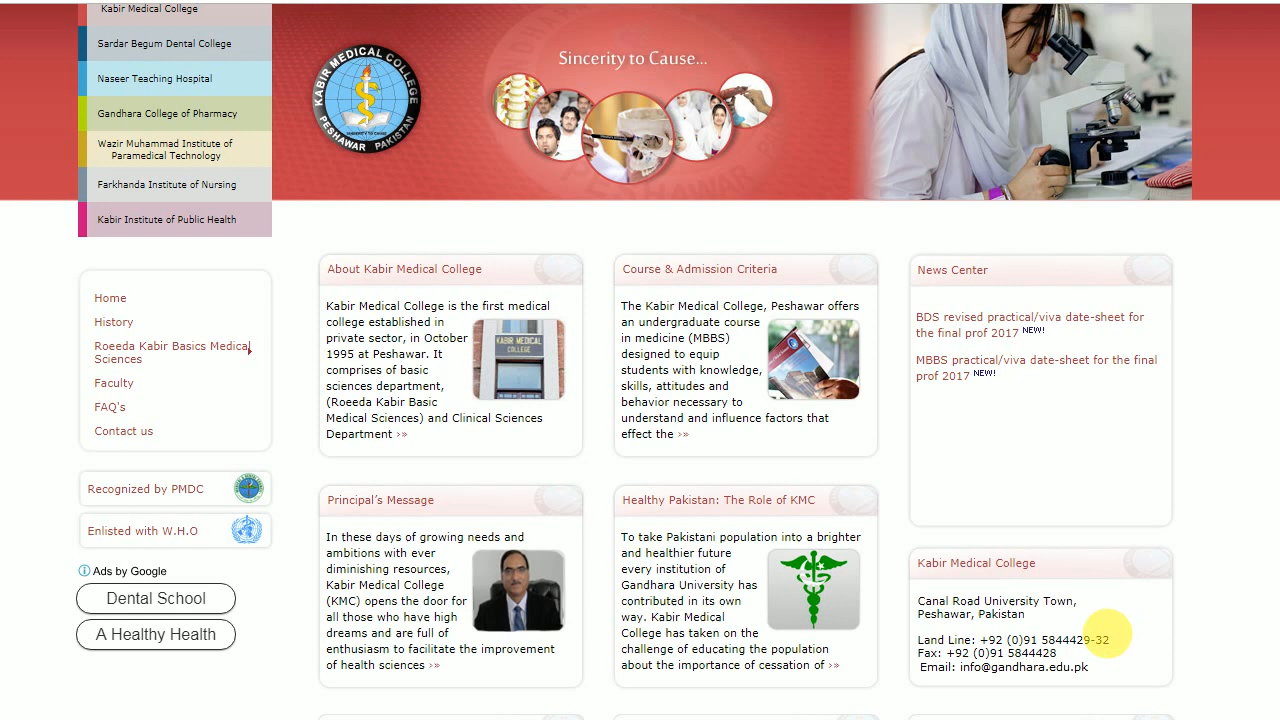 Kabir Medical College
Sardar Begum Dental College
Naseer Teaching Hospital
Gandhara College of Pharmacy
Wazir Muhammad Institute of
Paramedical Technology
Farkhanda Institute of Nursing
Kabir Institute of Public Health
KABIR MEDICAL COLLEGE
PESHAWAR PAKISTAN
Sincerity to Cause...
Home
History
Roeeda Kabir Basics Medical
Sciences
Faculty
FAQ's
Contact us
Recognized by PMDC
Enlisted with W.H.O
Ads by Google
Dental School
A Healthy Health
About Kabir Medical College
Kabir Medical College is the first medical
college established in
private sector, in October
1995 at Peshawar. It
comprises of basic
sciences department,
(Roeeda Kabir Basic
Medical Sciences) and Clinical Sciences
Department ›»
KABIR MEDICAL
COLLEGE
Course & Admission Criteria
The Kabir Medical College, Peshawar offers
an undergraduate course
in medicine (MBBS)
designed to equip
students with knowledge,
skills, attitudes and
behavior necessary to
understand and influence factors that
effect the ›»
News Center
BDS revised practical/viva date-sheet for
the final prof 2017 NEW!
MBBS practical/viva date-sheet for the final
prof 2017 NEW!
Principal's Message
In these days of growing needs and
ambitions with ever
diminishing resources,
Kabir Medical College
(KMC) opens the door for
all those who have high
dreams and are full of
enthusiasm to facilitate the improvement
of health sciences ›»
Healthy Pakistan: The Role of KMC
To take Pakistani population into a brighter
and healthier future
every institution of
Gandhara University has
contributed in its own
way. Kabir Medical
College has taken on the
challenge of educating the population
about the importance of cessation of ›»
Kabir Medical College
Canal Road University Town,
Peshawar, Pakistan
Land Line: +92 (0)91 5844429-32
Fax: +92 (0)91 5844428
Email: info@gandhara.edu.pk